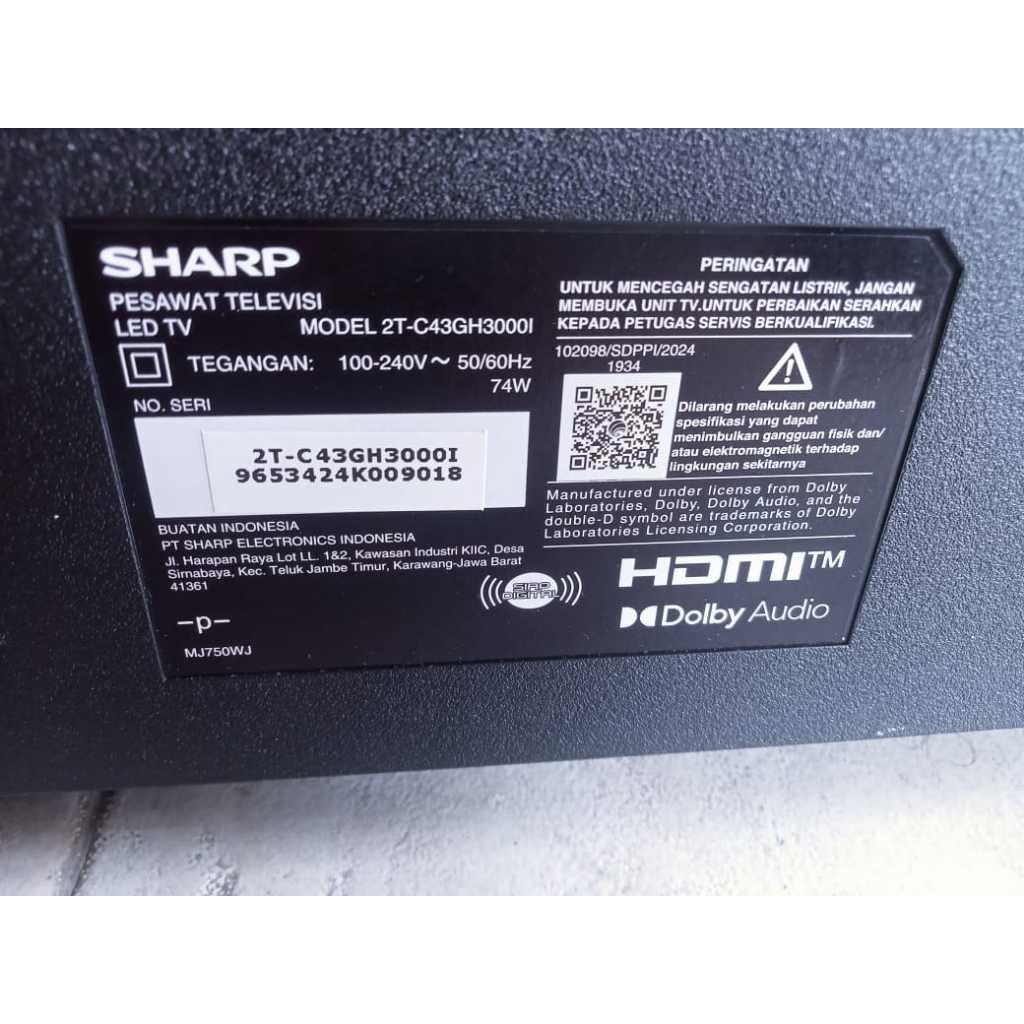 SHARP
PESAWAT TELEVISI
LED TV
MODEL 2T-C43GH3000I
TEGANGAN: 100-240V ~ 50/60Hz
74W
NO. SERI
2T-C43GH3000I
9653424K009018
BUATAN INDONESIA
PT SHARP ELECTRONICS INDONESIA
Jl. Harapan Raya Lot LL. 1&2, Kawasan Industri KIIC, Desa
Sirnabaya, Kec. Teluk Jambe Timur, Karawang-Jawa Barat
41361
–p–
MJ750WJ
PERINGATAN
UNTUK MENCEGAH SENGATAN LISTRIK, JANGAN
MEMBUKA UNIT TV.UNTUK PERBAIKAN SERAHKAN
KEPADA PETUGAS SERVIS BERKUALIFIKASI.
102098/SDPPI/2024
1934
Dilarang melakukan perubahan
spesifikasi yang dapat
menimbulkan gangguan fisik dan/
atau elektromagnetik terhadap
lingkungan sekitarnya
Manufactured under license from Dolby
Laboratories, Dolby, Dolby Audio, and the
double-D symbol are trademarks of Dolby
Laboratories Licensing Corporation.
SIAP
DIGITAL
HDMI™
Dolby Audio